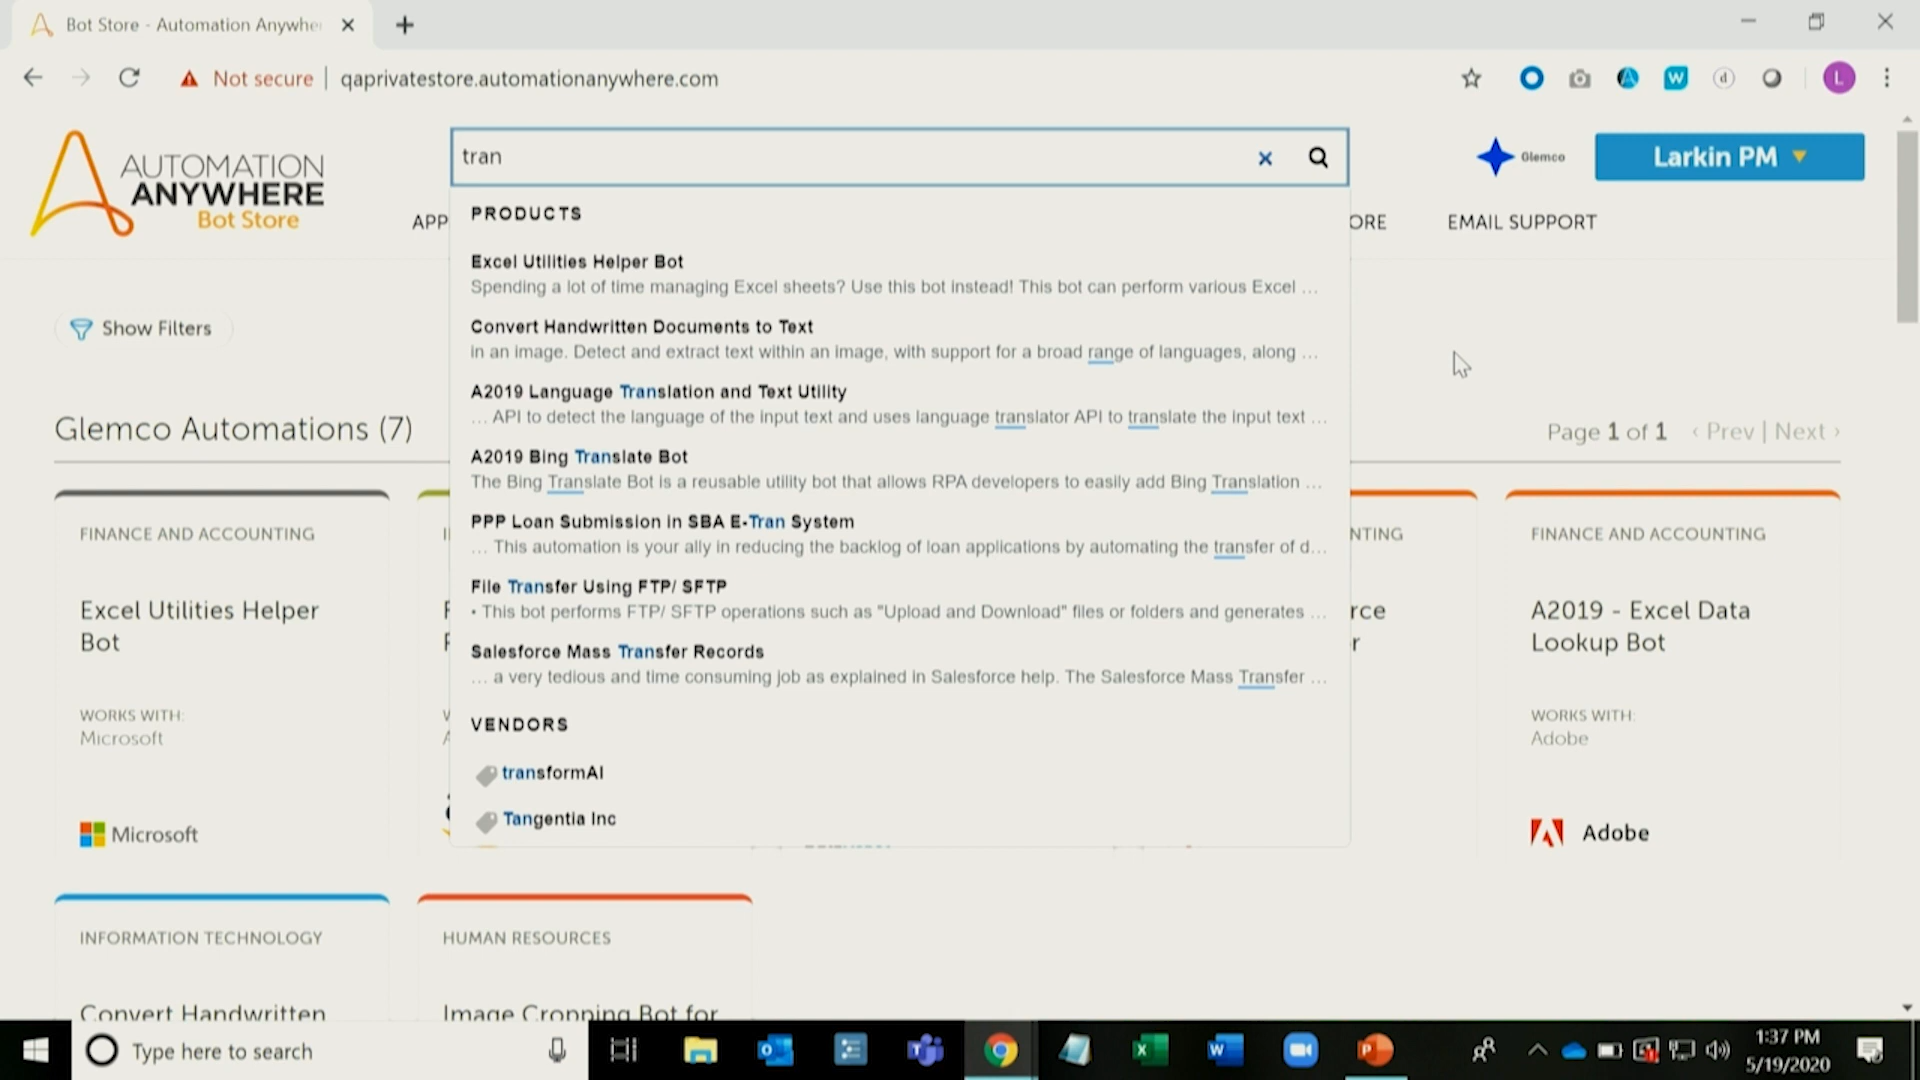 Bot Store - Automation Anywhe
Not secure | qaprivatestore.automationanywhere.com
L
AUTOMATION
ANYWHERE
Bot Store
tran
Glemco
Larkin PM
APP
ORE
EMAIL SUPPORT
PRODUCTS
Excel Utilities Helper Bot
Spending a lot of time managing Excel sheets? Use this bot instead! This bot can perform various Excel ...
Convert Handwritten Documents to Text
in an image. Detect and extract text within an image, with support for a broad range of languages, along ...
A2019 Language Translation and Text Utility
... API to detect the language of the input text and uses language translator API to translate the input text ...
A2019 Bing Translate Bot
The Bing Translate Bot is a reusable utility bot that allows RPA developers to easily add Bing Translation ...
PPP Loan Submission in SBA E-Tran System
... This automation is your ally in reducing the backlog of loan applications by automating the transfer of d...
File Transfer Using FTP/ SFTP
• This bot performs FTP/ SFTP operations such as "Upload and Download" files or folders and generates ...
Salesforce Mass Transfer Records
... a very tedious and time consuming job as explained in Salesforce help. The Salesforce Mass Transfer ...
VENDORS
transformAI
Tangentia Inc
Show Filters
Glemco Automations (7)
Page 1 of 1 ‹ Prev | Next ›
FINANCE AND ACCOUNTING
Excel Utilities Helper
Bot
WORKS WITH:
Microsoft
Microsoft
NTING
rce
r
FINANCE AND ACCOUNTING
A2019 - Excel Data
Lookup Bot
WORKS WITH:
Adobe
Adobe
INFORMATION TECHNOLOGY
Convert Handwritten
HUMAN RESOURCES
Image Cropping Bot for
Type here to search
1:37 PM
5/19/2020